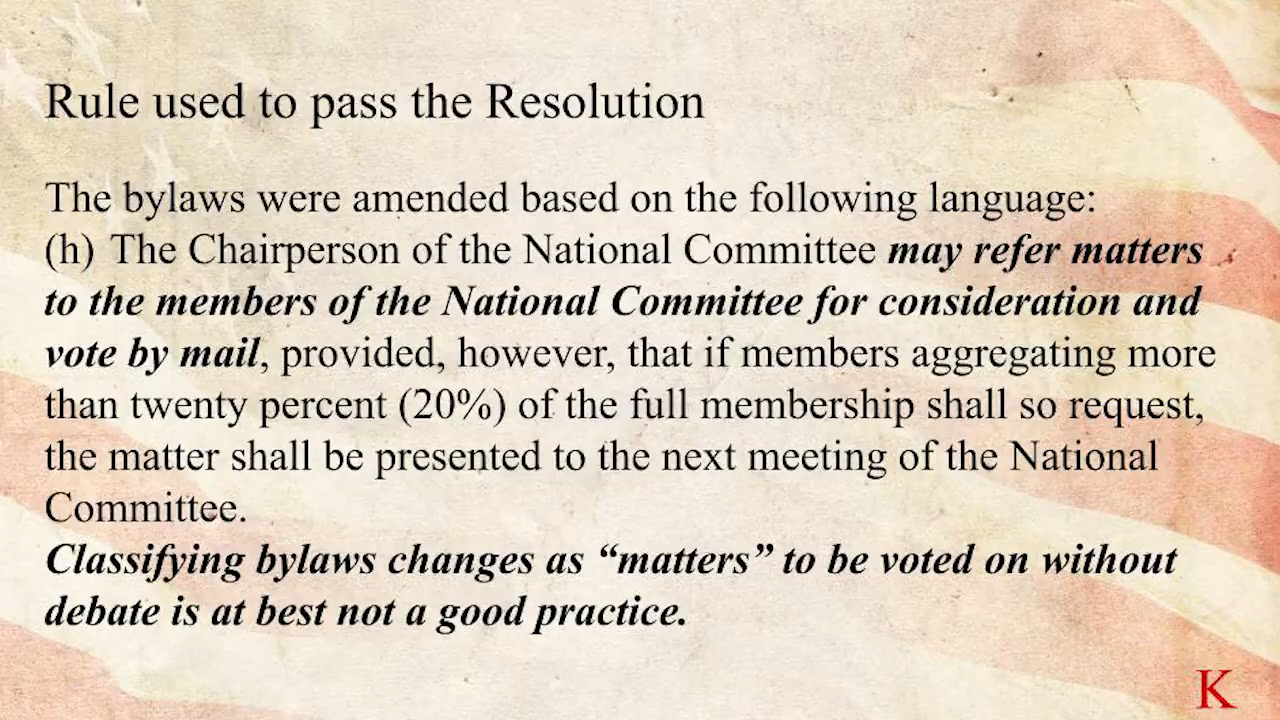 Rule used to pass the Resolution
The bylaws were amended based on the following language:
(h) The Chairperson of the National Committee may refer matters
to the members of the National Committee for consideration and
vote by mail, provided, however, that if members aggregating more
than twenty percent (20%) of the full membership shall so request,
the matter shall be presented to the next meeting of the National
Committee.
Classifying bylaws changes as “matters” to be voted on without
debate is at best not a good practice.
K